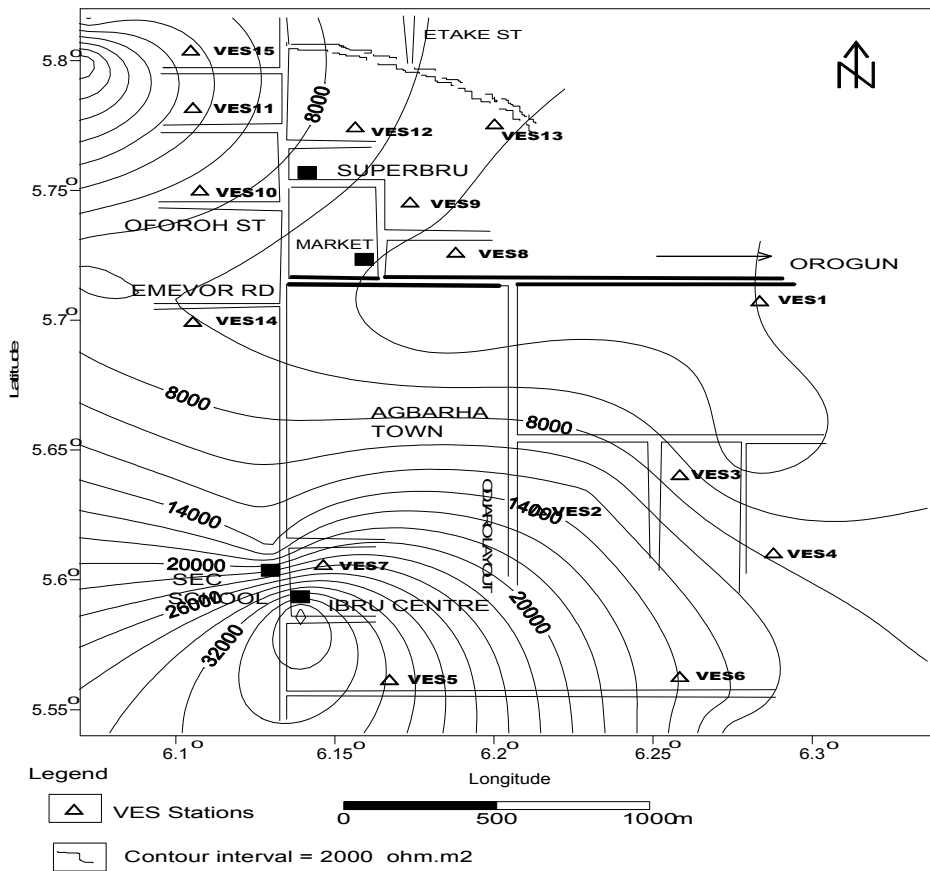 ETAKE ST
5.8°
VES15
8000
VES11
VES12
VES13
SUPERBRU
5.75°
VES10
VES9
OFOROH ST
MARKET
VES8
OROGUN
EMEVOR RD
VES1
5.7°
VES14
Latitude
8000
AGBARHA
TOWN
8000
5.65°
VES3
14000
14000
VES2
VES4
20000
VES7
5.6°
SEC
SCHOOL
26000
IBRU CENTRE
20000
32000
VES5
VES6
5.55°
6.1°
6.15°
6.2°
6.25°
6.3°
Longitude
N
Legend
VES Stations
0
500
1000m
Contour interval = 2000 ohm.m2